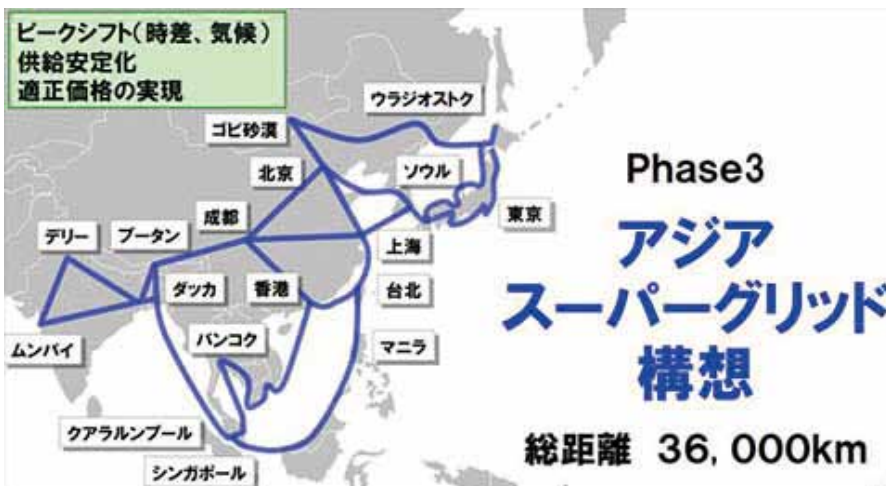 ピークシフト(時差、気候)
供給安定化
適正価格の実現
ウラジオストク
ゴビ砂漠
北京
ソウル
成都
東京
デリー
ブータン
上海
ダッカ
香港
台北
バンコク
マニラ
ムンバイ
クアラルンプール
シンガポール
Phase3
アジア
スーパーグリッド
構想
総距離 36,000km